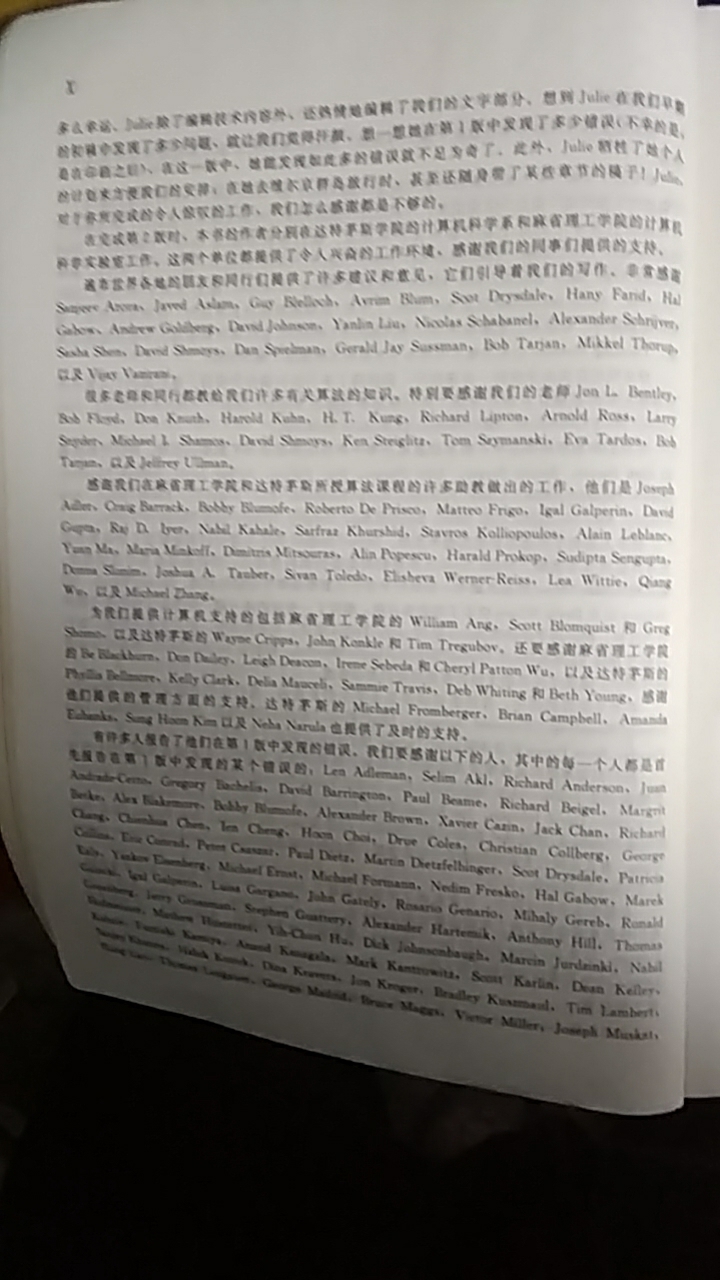 X
多么幸运、Julie除了编辑技术内容外、还热情地编辑了我们的文字部分、想到 Julie 在我们早期
的初稿中发现了多少问题、就让我们觉得汗颜、想一想她在第1版中发现了多少错误(不幸的是,
是在印刷之后)、在这一版中、她能发现如此多的错误就不足为奇了、此外、Julie 牺牲了她个人
的计划来方便我们的安排; 在她去维尔京群岛旅行时、甚至还随身带了某些章节的稿子! Julie,
对于你所完成的令人惊叹的工作、我们怎么感谢都是不够的。
在完成第2版时、本书的作者分别在达特茅斯学院的计算机科学系和麻省理工学院的计算机
科学实验室工作。这两个单位都提供了令人兴奋的工作环境、感谢我们的同事们提供的支持。
遍布世界各地的朋友和同行们提供了许多建议和意见、它们引导着我们的写作、非常感谢
Sanjeev Arora、Javed Aslam、Guy Blelloch、Avrim Blum、Scot Drysdale、Hany Farid、Hal
Gabow、Andrew Goldberg、David Johnson、Yanlin Liu、Nicolas Schabanel、Alexander Schrijver、
Sasha Shen、David Shmoys、Dan Spielman、Gerald Jay Sussman、Bob Tarjan、Mikkel Thorup、
以及 Vijay Vazirani。
很多老师和同行都教给我们许多有关算法的知识、特别要感谢我们的老师 Jon L. Bentley、
Bob Floyd、Don Knuth、Harold Kuhn、H. T. Kung、Richard Lipton、Arnold Ross、Larry
Snyder、Michael I. Shamos、David Shmoys、Ken Steiglitz、Tom Szymanski、Eva Tardos、Bob
Tarjan、以及 Jeffrey Ullman。
感谢我们在麻省理工学院和达特茅斯所授算法课程的许多助教做出的工作、他们是 Joseph
Adler、Craig Barrack、Bobby Blumofe、Roberto De Prisco、Matteo Frigo、Igal Galperin、David
Gupta、Raj D. Iyer、Nabil Kahale、Sarfraz Khurshid、Stavros Kolliopoulos、Alain Leblanc、
Yuan Ma、Maria Minkoff、Dimitris Mitsouras、Alin Popescu、Harald Prokop、Sudipta Sengupta、
Donna Slonim、Joshua A. Tauber、Sivan Toledo、Elisheva Werner-Reiss、Lea Wittie、Qiang
Wu、以及 Michael Zhang。
为我们提供计算机支持的包括麻省理工学院的 William Ang、Scott Blomquist 和 Greg
Shomo、以及达特茅斯的 Wayne Cripps、John Konkle 和 Tim Tregubov。还要感谢麻省理工学院
的 Be Blackburn、Don Dailey、Leigh Deacon、Irene Sebeda 和 Cheryl Patton Wu、以及达特茅斯的
Phyllis Bellmore、Kelly Clark、Delia Mauceli、Sammie Travis、Deb Whiting 和 Beth Young、感谢
他们提供的管理方面的支持。达特茅斯的 Michael Fromberger、Brian Campbell、Amanda
Eubanks、Sung Hoon Kim 以及 Neha Narula 也提供了及时的支持。
有许多人报告了他们在第1版中发现的错误。我们要感谢以下的人、其中的每一个人都是首
先报告在第1版中发现的某个错误的: Len Adleman、Selim Akl、Richard Anderson、Juan
Andrade-Cetto、Gregory Bachelis、David Barrington、Paul Beame、Richard Beigel、Margrit
Betke、Alex Blakemore、Bobby Blumofe、Alexander Brown、Xavier Cazin、Jack Chan、Richard
Chang、Chienhua Chen、Ien Cheng、Hoon Choi、Drue Coles、Christian Collberg、George
Collins、Eric Conrad、Peter Csaszar、Paul Dietz、Martin Dietzfelbinger、Scot Drysdale、Patricia
Ealy、Yaakov Eisenberg、Michael Ernst、Michael Formann、Nedim Fresko、Hal Gabow、Marek
Galecki、Igal Galperin、Luisa Gargano、John Gately、Rosario Genario、Mihaly Gereb、Ronald
Greenberg、Jerry Grossman、Stephen Guattery、Alexander Hartemik、Anthony Hill、Thomas
Hofmeister、Mathew Hostetter、Yih-Chun Hu、Dick Johnsonbaugh、Marcin Jurdzinki、Nabil
Kahale、Fumiaki Kamiya、Anand Kanagala、Mark Kantrowitz、Scott Karlin、Dean Kelley、
Sanjay Khanna、Haluk Konuk、Dina Kravets、Jon Kroger、Bradley Kuszmaul、Tim Lambert、
Hang Lau、Thomas Lengauer、George Madrid、Bruce Maggs、Victor Miller、Joseph Muskat、